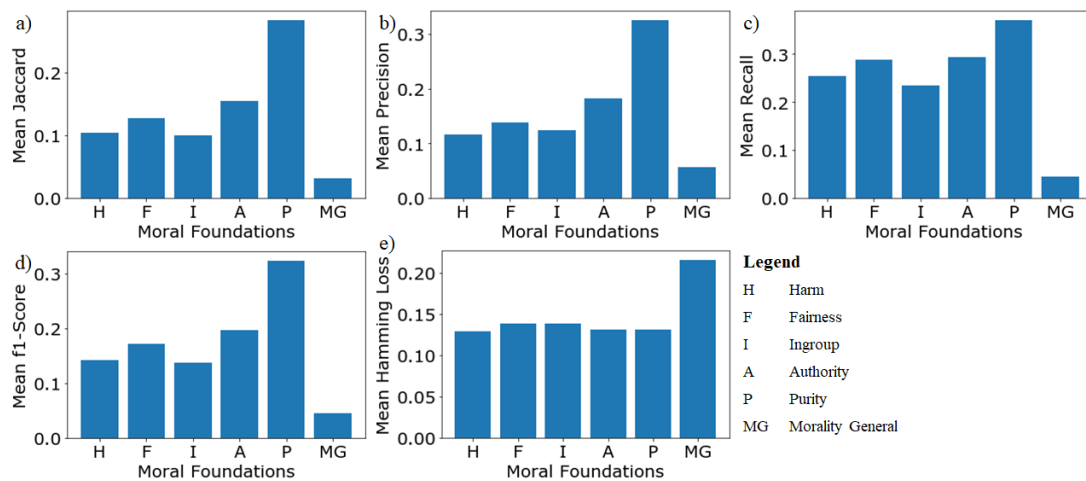 a)
Mean Jaccard
0.2
0.1
0.0
H F I A P MG
Moral Foundations
b)
Mean Precision
0.3
0.2
0.1
0.0
H F I A P MG
Moral Foundations
c)
Mean Recall
0.3
0.2
0.1
0.0
H F I A P MG
Moral Foundations
d)
Mean f1-Score
0.3
0.2
0.1
0.0
H F I A P MG
Moral Foundations
e)
Mean Hamming Loss
0.20
0.15
0.10
0.05
0.00
H F I A P MG
Moral Foundations
Legend
H Harm
F Fairness
I Ingroup
A Authority
P Purity
MG Morality General